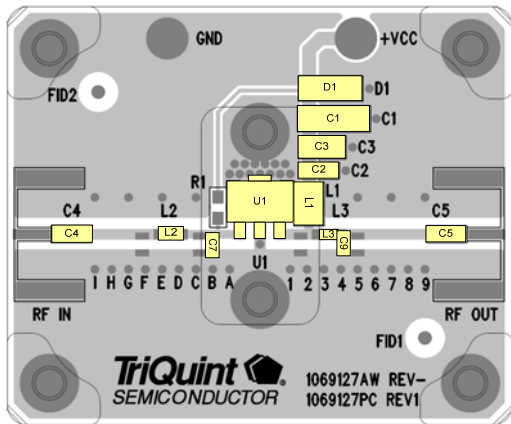 GND
+VCC
FID2
D1 D1
C1 C1
C3 C3
C2 C2
R1
U1
L1
L1
C4
L2
L3
C5
C4
L2
C7
L3
C9
C5
U1
I H G F E D C B A
1 2 3 4 5 6 7 8 9
RF IN
RF OUT
FID1
TriQuint
SEMICONDUCTOR
1069127AW REV-
1069127PC REV1